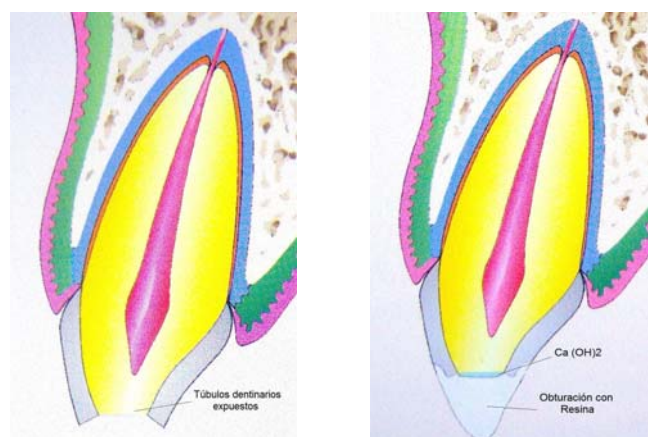 Túbulos dentinarios
expuestos
Ca (OH)2
Obturación con
Resina